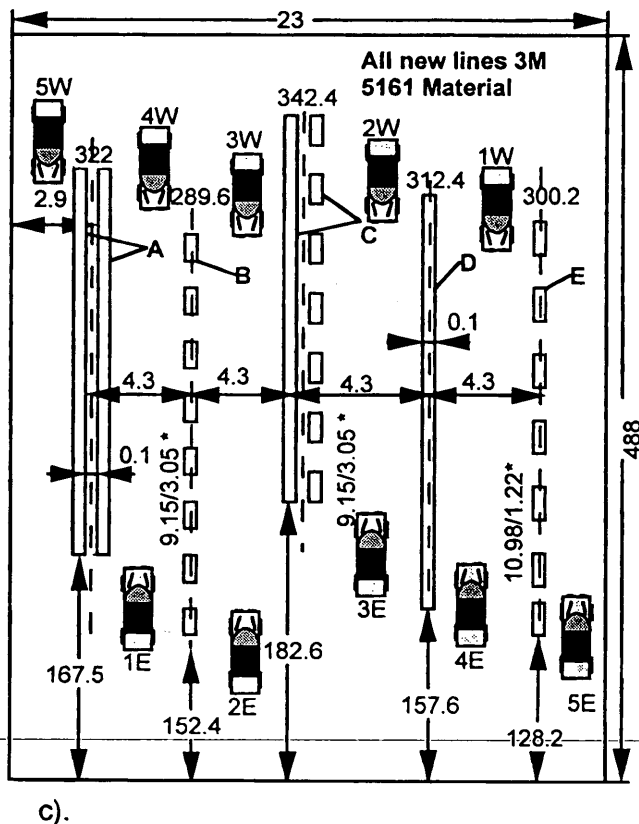 23
All new lines 3M
5161 Material
5W
4W
3W
342.4
2W
1W
322
2.9
289.6
312.4
300.2
A
B
C
D
E
0.1
4.3
4.3
4.3
4.3
488
0.1
9.15/3.05 *
9.15/3.05 *
10.98/1.22*
1E
2E
3E
4E
5E
167.5
152.4
182.6
157.6
128.2
c).